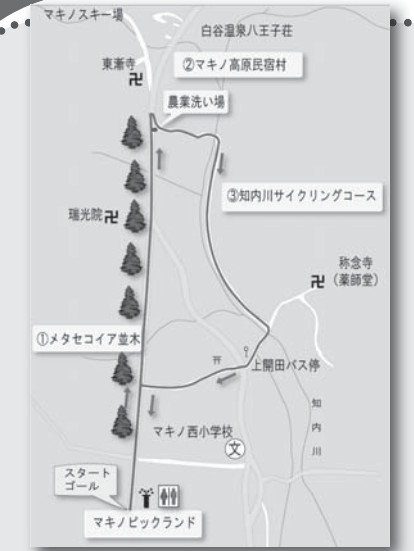 マキノスキー場
白谷温泉八王子荘
東漸寺
②マキノ高原民宿村
農業洗い場
③知内川サイクリングコース
瑞光院
称念寺
(薬師堂)
①メタセコイア並木
上開田バス停
知内川
マキノ西小学校
文
スタート
ゴール
マキノピックランド